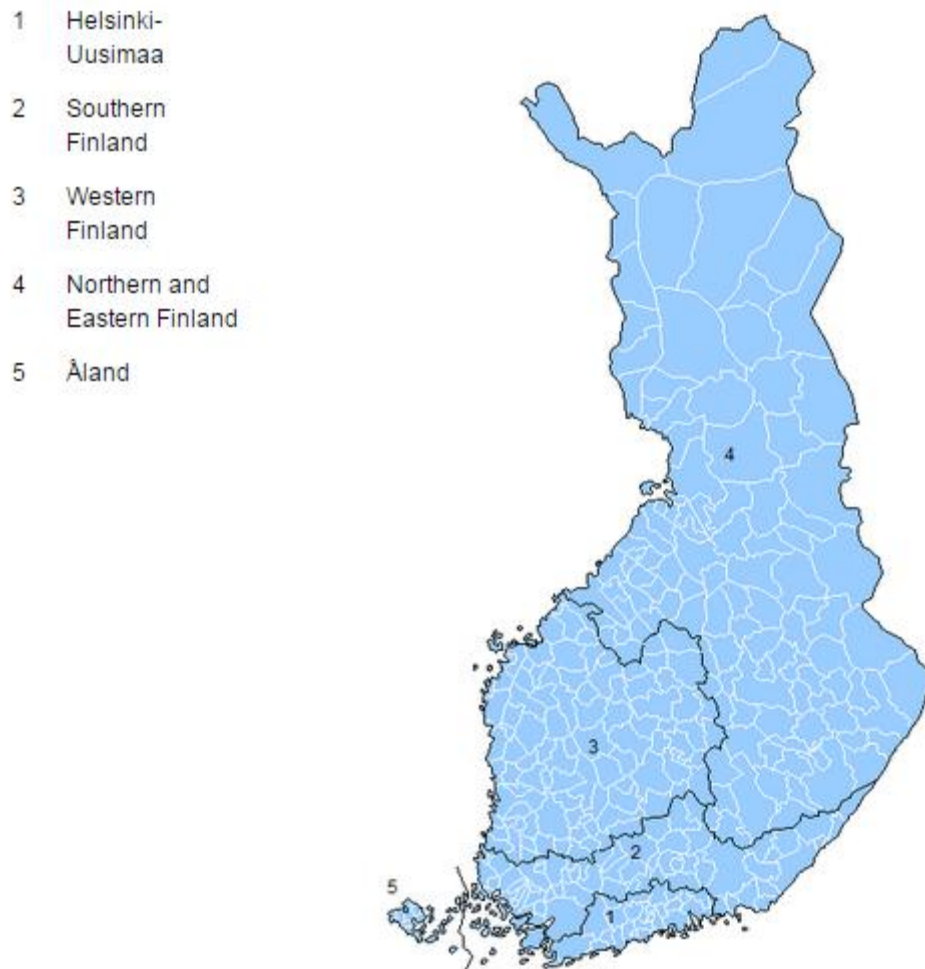 1 Helsinki-
Uusimaa
2 Southern
Finland
3 Western
Finland
4 Northern and
Eastern Finland
5 Åland
4
3
2
5
1